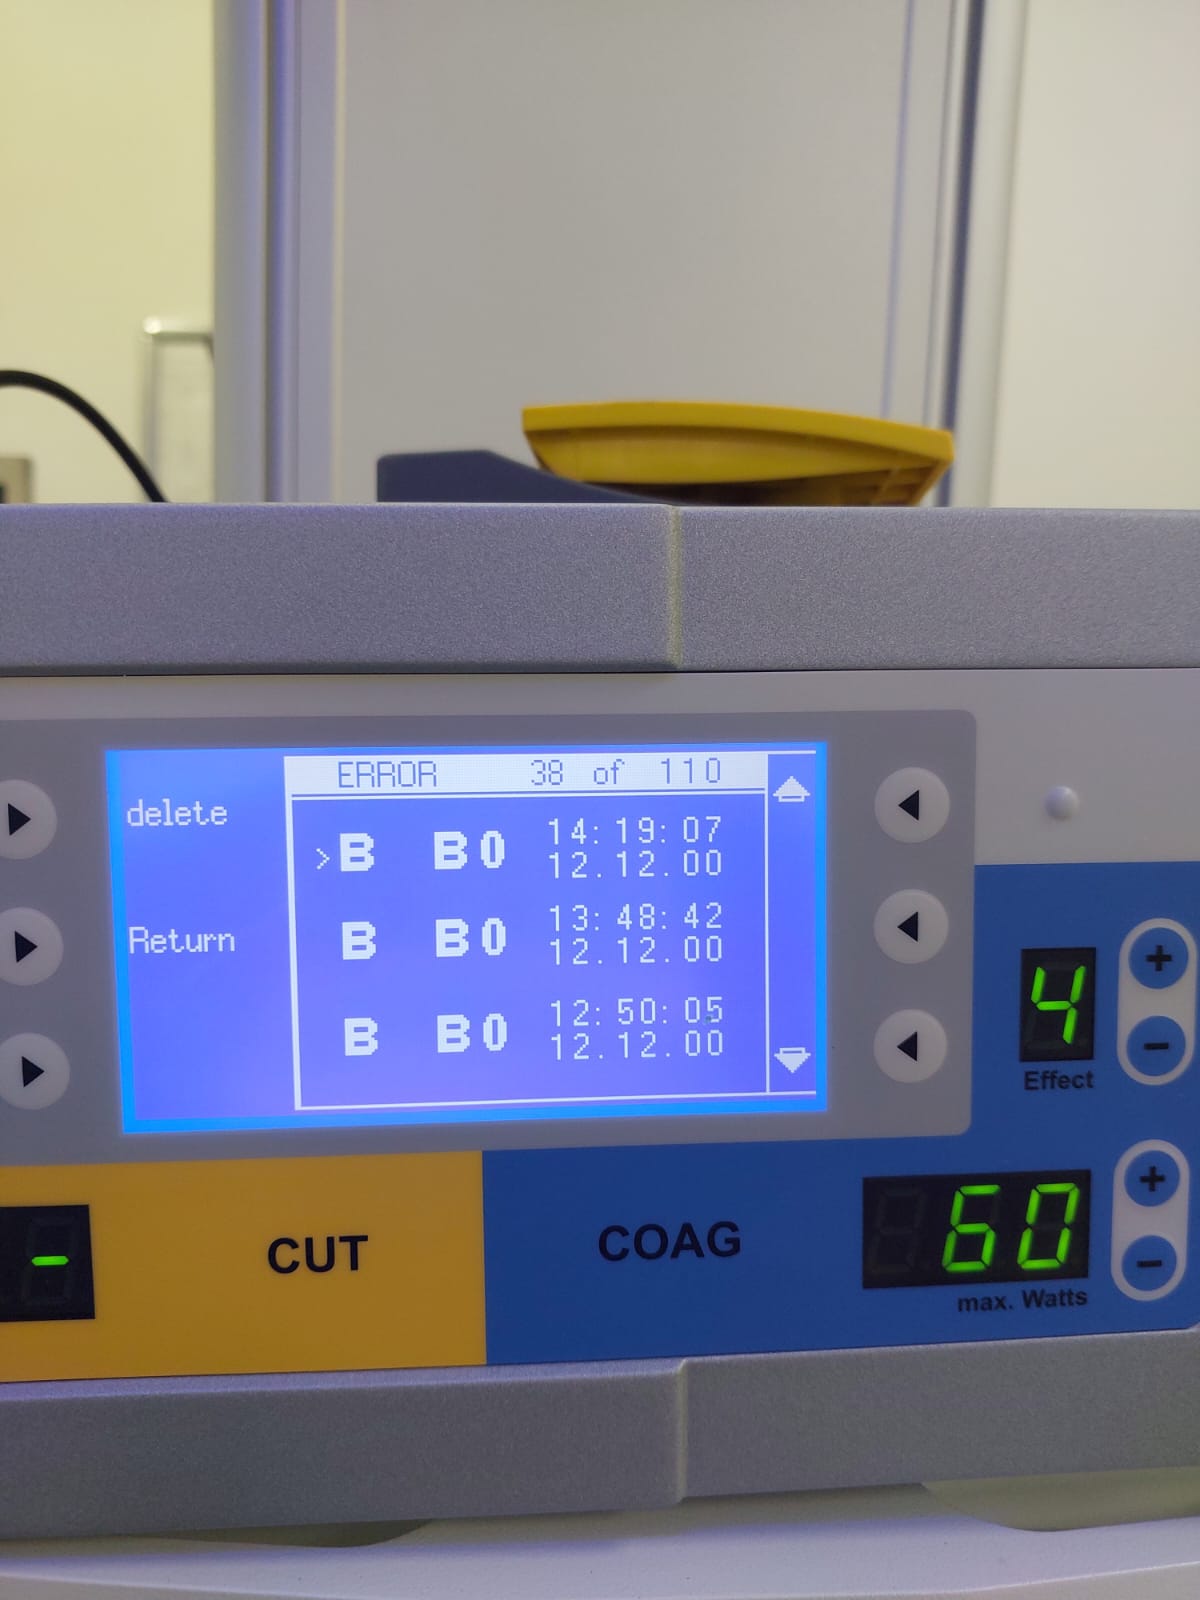 ERROR 38 of 110
delete
>B B0 14:19:07
12.12.00
Return
B B0 13:48:42
12.12.00
B B0 12:50:05
12.12.00
4
Effect
-
CUT
COAG
60
max. Watts
+
−
+
−